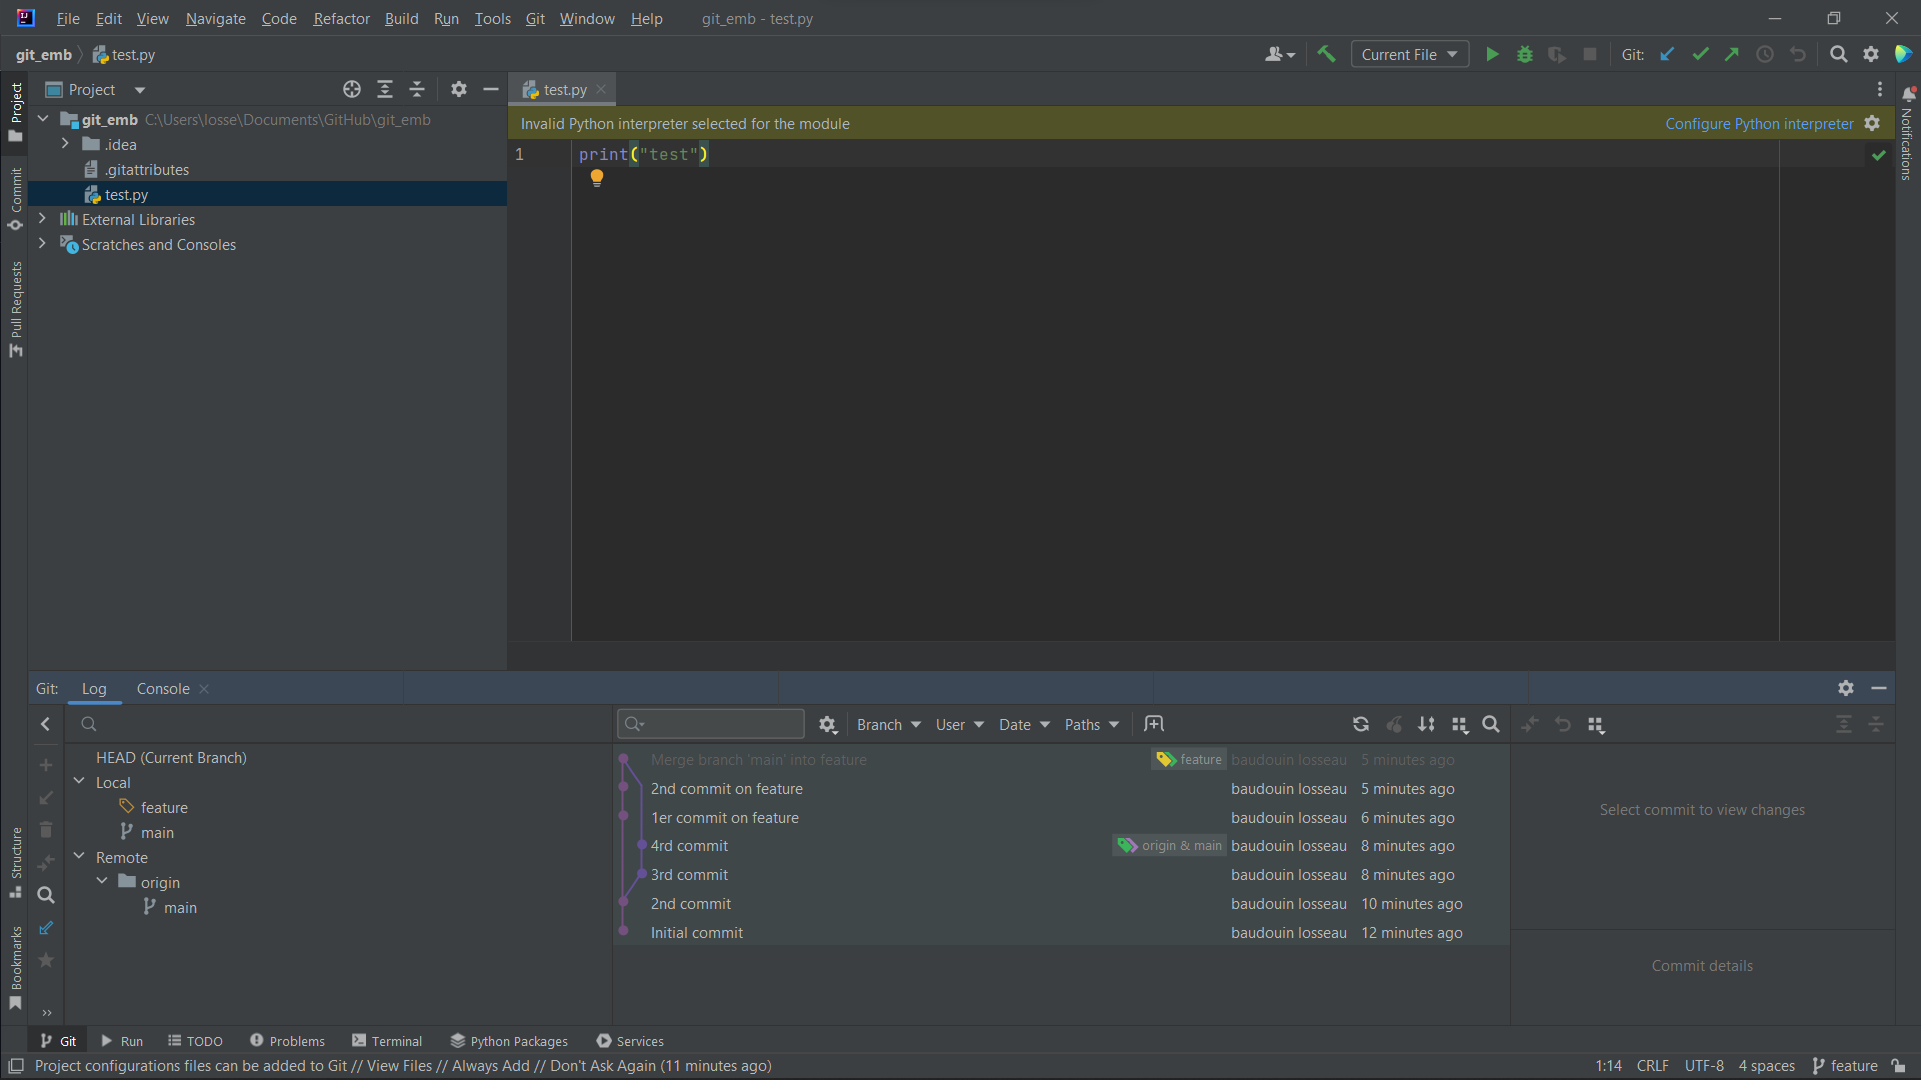 File Edit View Navigate Code Refactor Build Run Tools Git Window Help git_emb - test.py
git_emb test.py Current File Git:
Project
Project
test.py
git_emb C:\Users\losse\Documents\GitHub\git_emb
Invalid Python interpreter selected for the module Configure Python interpreter
.idea
1 print("test")
.gitattributes
test.py
External Libraries
Scratches and Consoles
Commit
Pull Requests
Notifications
Git: Log Console
Branch User Date Paths
HEAD (Current Branch)
Local
feature
main
Remote
origin
main
Merge branch 'main' into feature feature baudouin losseau 5 minutes ago
2nd commit on feature baudouin losseau 5 minutes ago
1er commit on feature baudouin losseau 6 minutes ago
4rd commit origin & main baudouin losseau 8 minutes ago
3rd commit baudouin losseau 8 minutes ago
2nd commit baudouin losseau 10 minutes ago
Initial commit baudouin losseau 12 minutes ago
Select commit to view changes
Commit details
Structure
Bookmarks
Git Run TODO Problems Terminal Python Packages Services
Project configurations files can be added to Git // View Files // Always Add // Don't Ask Again (11 minutes ago) 1:14 CRLF UTF-8 4 spaces feature